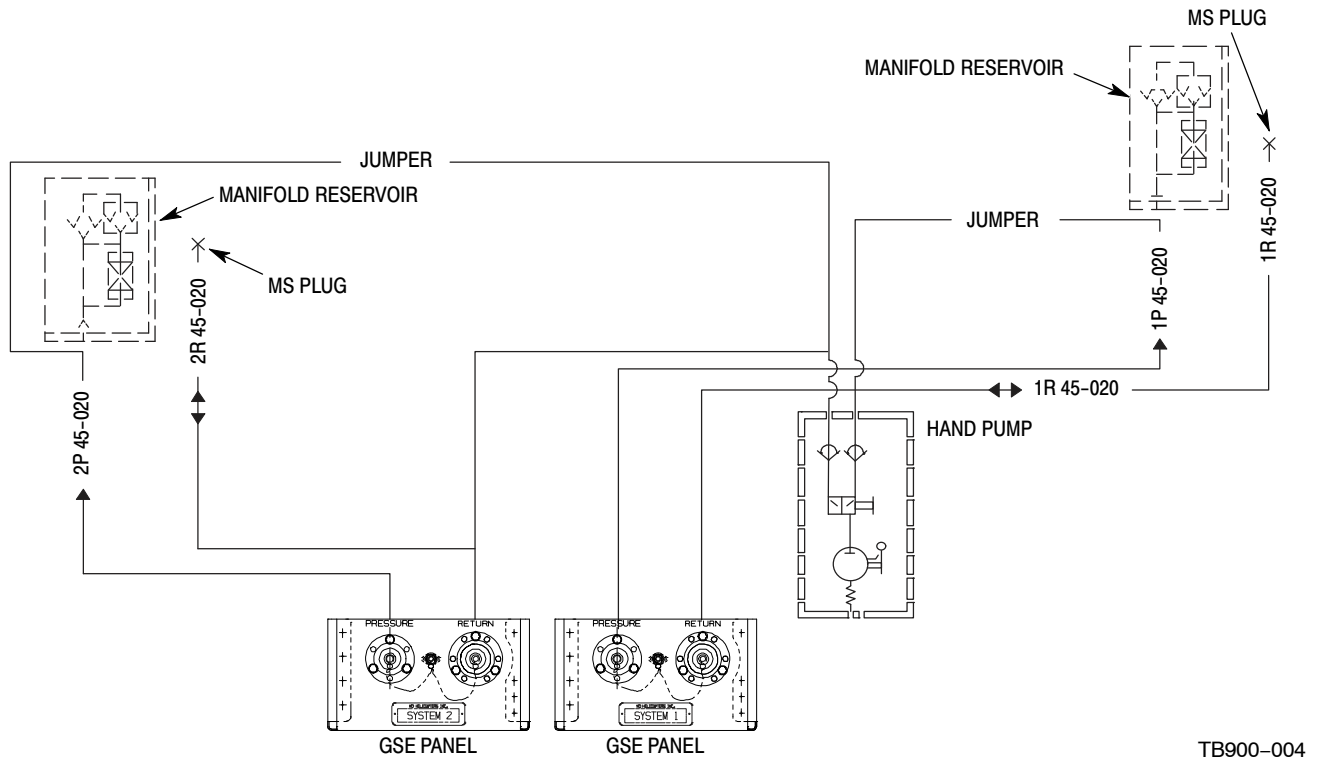 MS PLUG
MANIFOLD RESERVOIR
JUMPER
MANIFOLD RESERVOIR
JUMPER
1R 45-020
1P 45-020
2R 45-020
MS PLUG
2P 45-020
1R 45-020
HAND PUMP
PRESSURE
RETURN
PRESSURE
RETURN
SYSTEM 2
SYSTEM 1
GSE PANEL
GSE PANEL
TB900-004